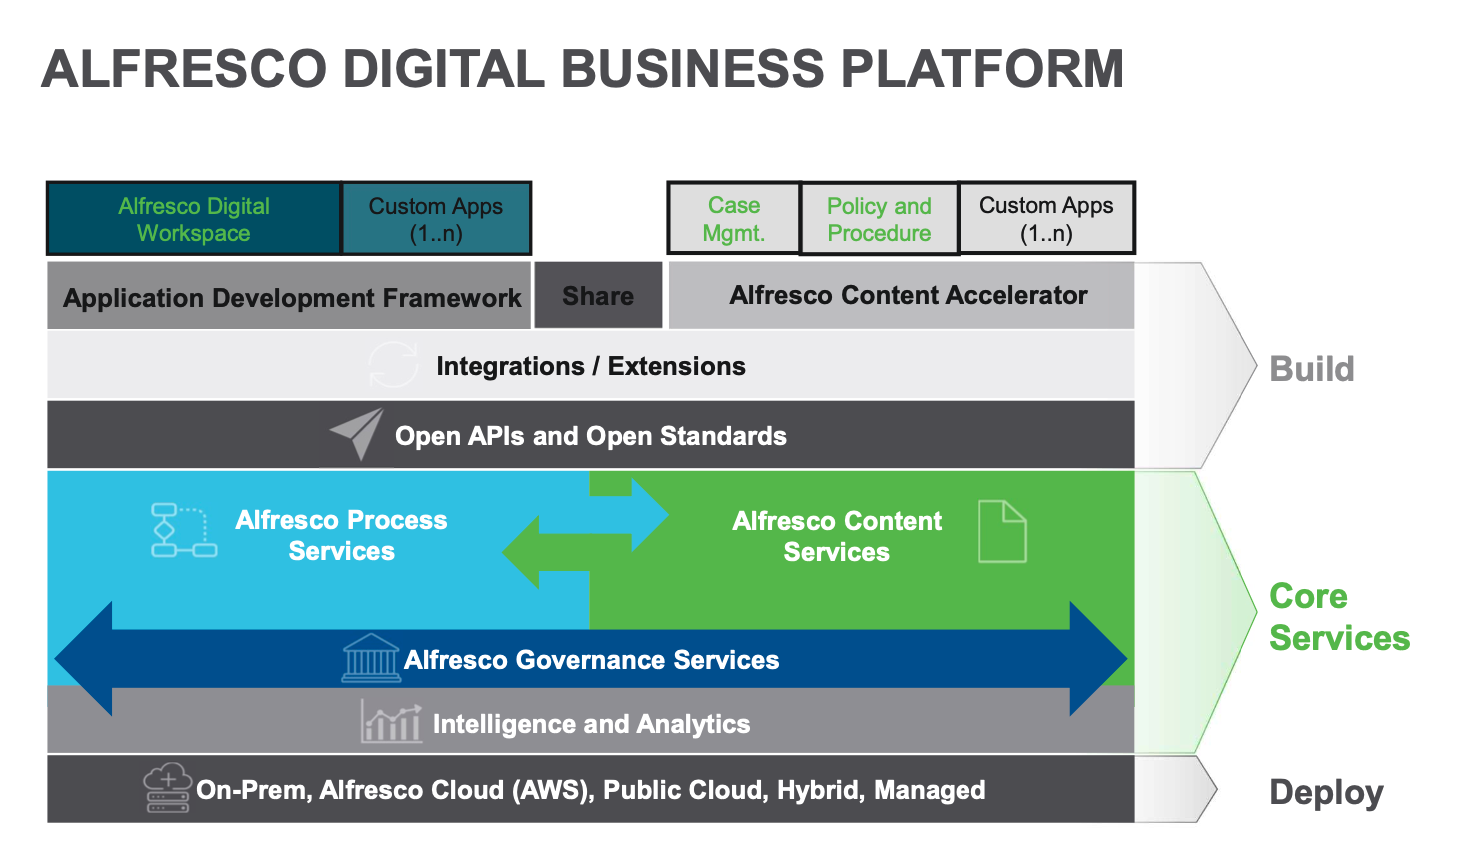 ALFRESCO DIGITAL BUSINESS PLATFORM
Alfresco Digital
Workspace
Custom Apps
(1..n)
Case
Mgmt.
Policy and
Procedure
Custom Apps
(1..n)
Application Development Framework
Share
Alfresco Content Accelerator
Integrations / Extensions
Build
Open APIs and Open Standards
Alfresco Process
Services
Alfresco Content
Services
Core
Services
Alfresco Governance Services
Intelligence and Analytics
On-Prem, Alfresco Cloud (AWS), Public Cloud, Hybrid, Managed
Deploy